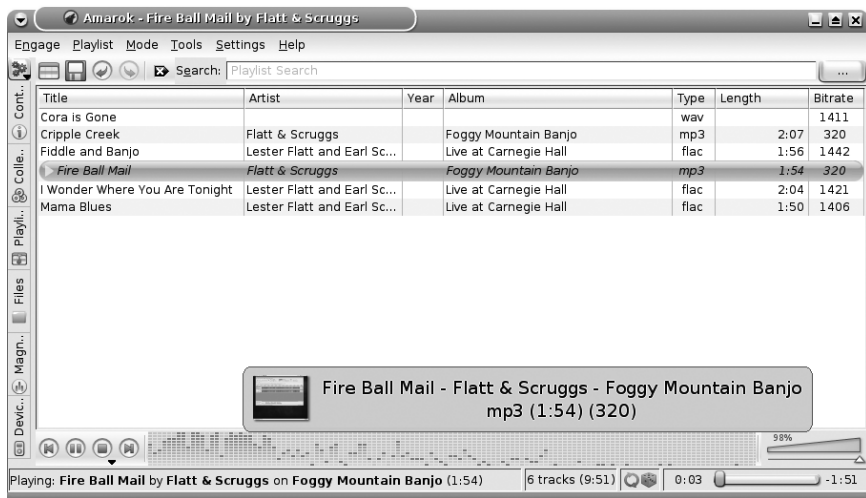 Amarok - Fire Ball Mail by Flatt & Scruggs
Engage Playlist Mode Tools Settings Help
Search: Playlist Search ...
Title Artist Year Album Type Length Bitrate
Cora is Gone wav 1411
Cripple Creek Flatt & Scruggs Foggy Mountain Banjo mp3 2:07 320
Fiddle and Banjo Lester Flatt and Earl Sc... Live at Carnegie Hall flac 1:56 1442
Fire Ball Mail Flatt & Scruggs Foggy Mountain Banjo mp3 1:54 320
I Wonder Where You Are Tonight Lester Flatt and Earl Sc... Live at Carnegie Hall flac 2:04 1421
Mama Blues Lester Flatt and Earl Sc... Live at Carnegie Hall flac 1:50 1406
Cont..
Colle..
Playli..
Files
Magn..
Devic..
Fire Ball Mail - Flatt & Scruggs - Foggy Mountain Banjo
mp3 (1:54) (320)
98%
Playing: Fire Ball Mail by Flatt & Scruggs on Foggy Mountain Banjo (1:54) 6 tracks (9:51) 0:03 -1:51